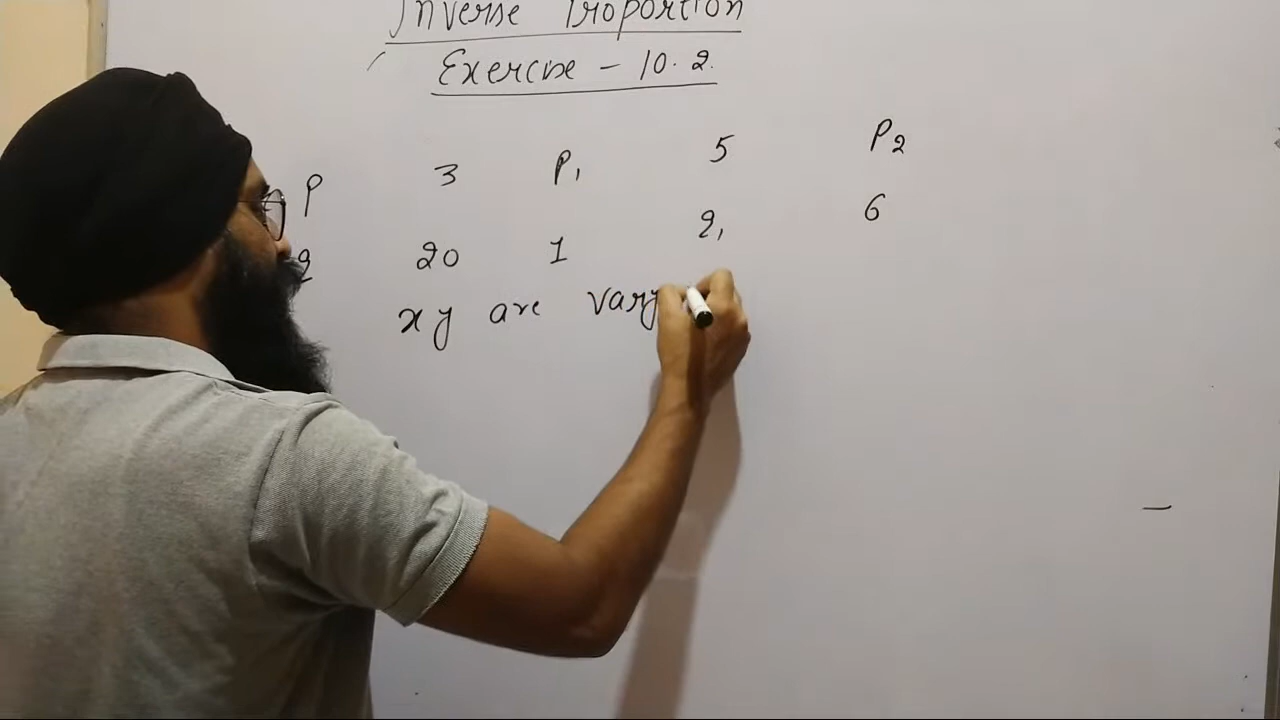 Inverse Proportion
Exercise - 10.2.
P 3 P1 5 P2
q 20 1 q1 6
xy are vary